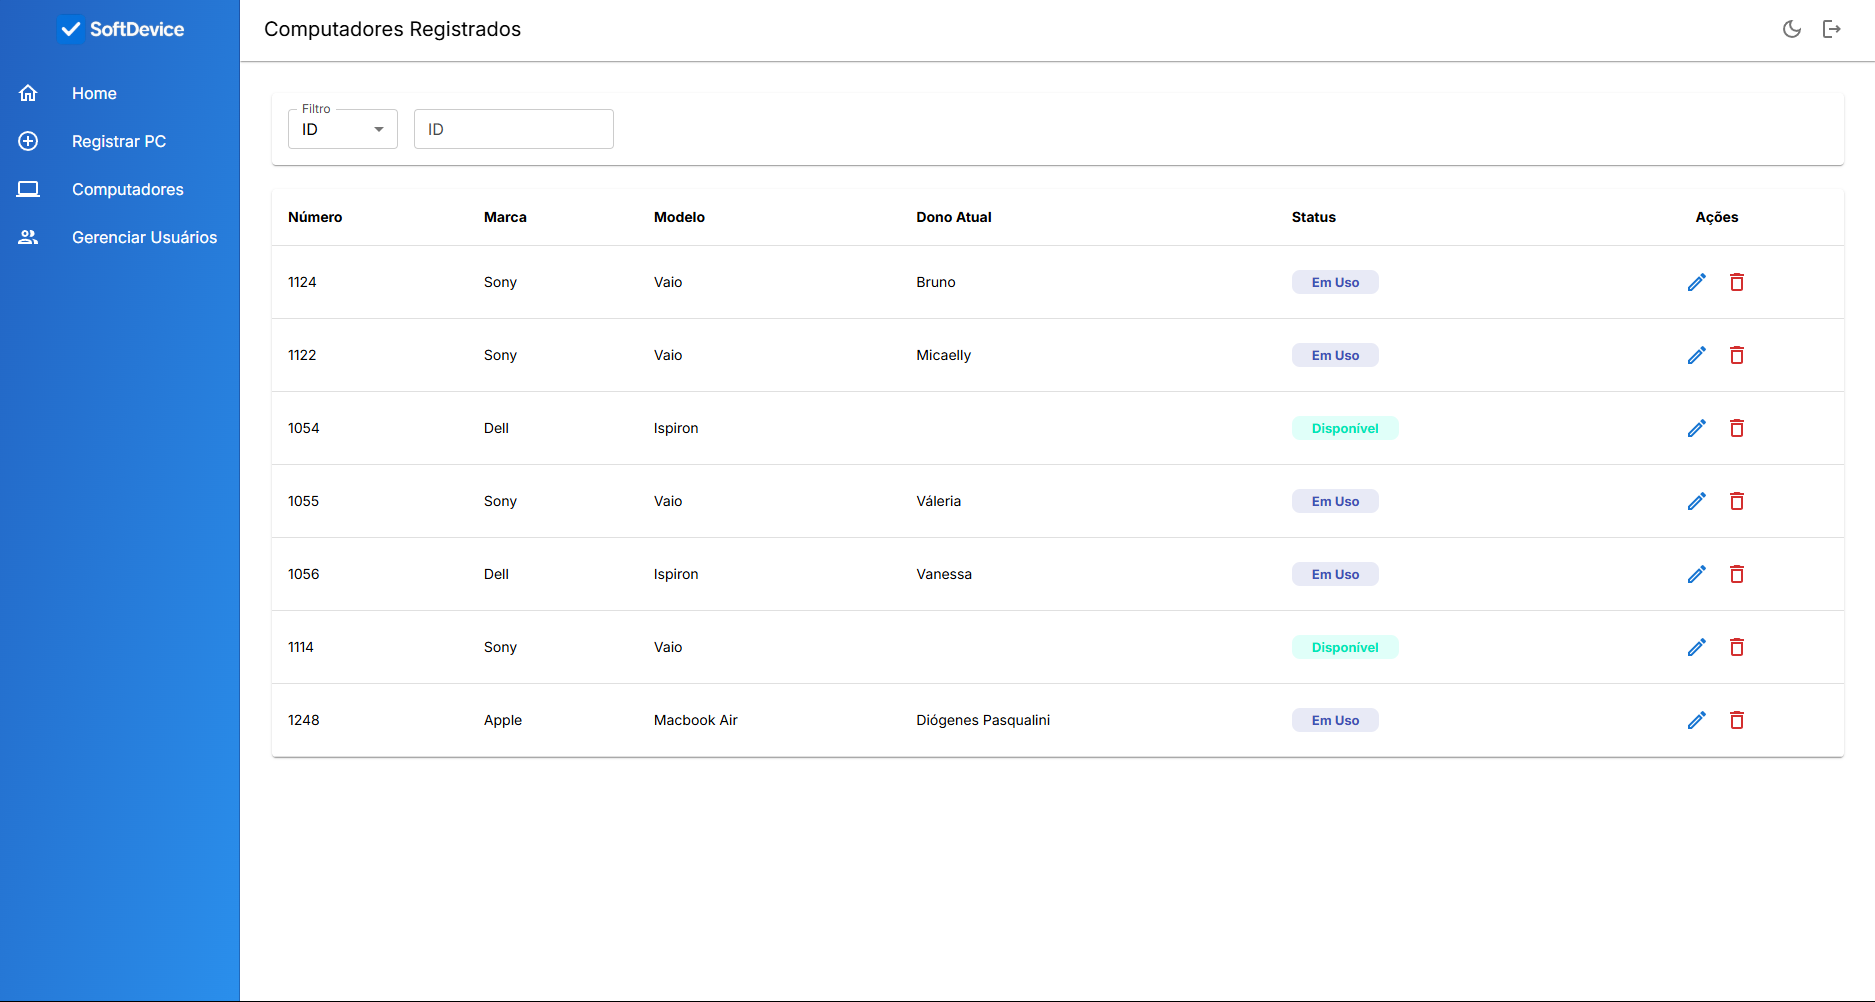 SoftDevice
Home
Registrar PC
Computadores
Gerenciar Usuários
Computadores Registrados
Filtro
ID
ID
Número Marca Modelo Dono Atual Status Ações
1124 Sony Vaio Bruno Em Uso
1122 Sony Vaio Micaelly Em Uso
1054 Dell Ispiron Disponível
1055 Sony Vaio Váleria Em Uso
1056 Dell Ispiron Vanessa Em Uso
1114 Sony Vaio Disponível
1248 Apple Macbook Air Diógenes Pasqualini Em Uso